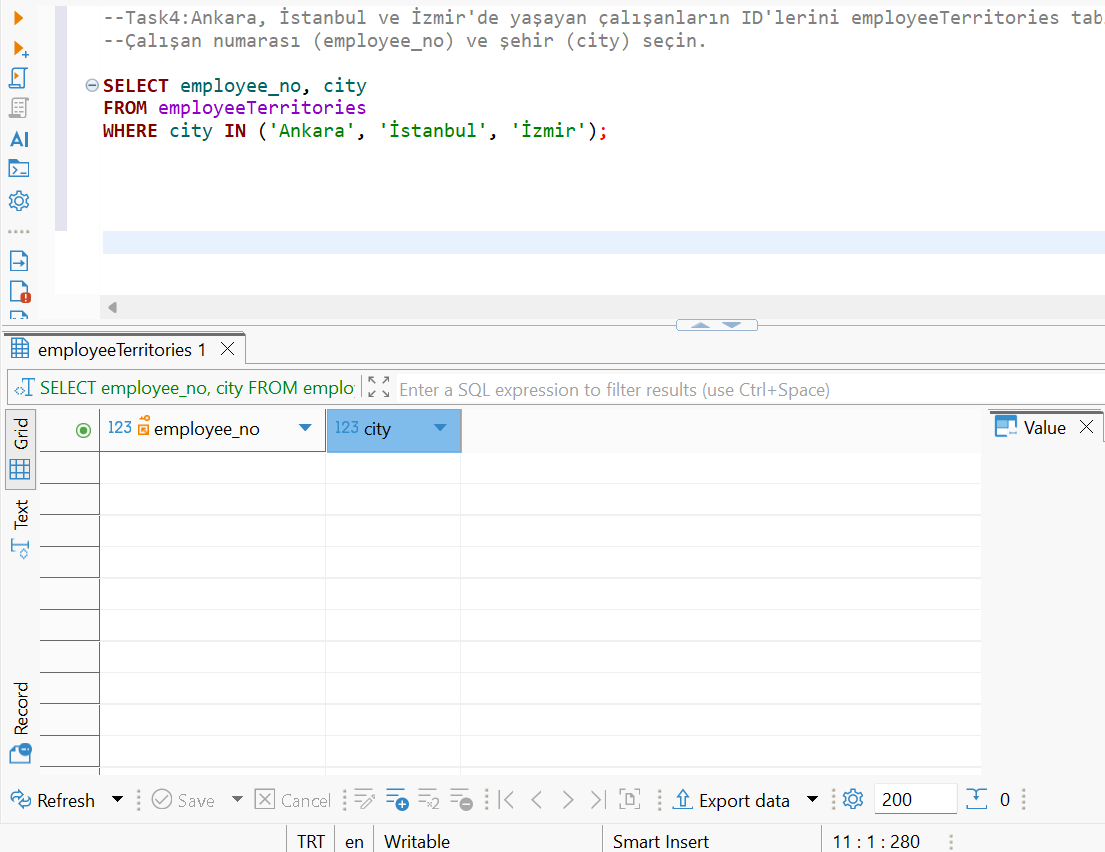 --Task4:Ankara, İstanbul ve İzmir'de yaşayan çalışanların ID'lerini employeeTerritories tab
--Çalışan numarası (employee_no) ve şehir (city) seçin.
SELECT employee_no, city
FROM employeeTerritories
WHERE city IN ('Ankara', 'İstanbul', 'İzmir');
AI
employeeTerritories 1
SELECT employee_no, city FROM emplo
Enter a SQL expression to filter results (use Ctrl+Space)
Grid
123 employee_no
123 city
Value
Text
Record
Refresh
Save
Cancel
Export data
200
0
TRT
en
Writable
Smart Insert
11 : 1 : 280